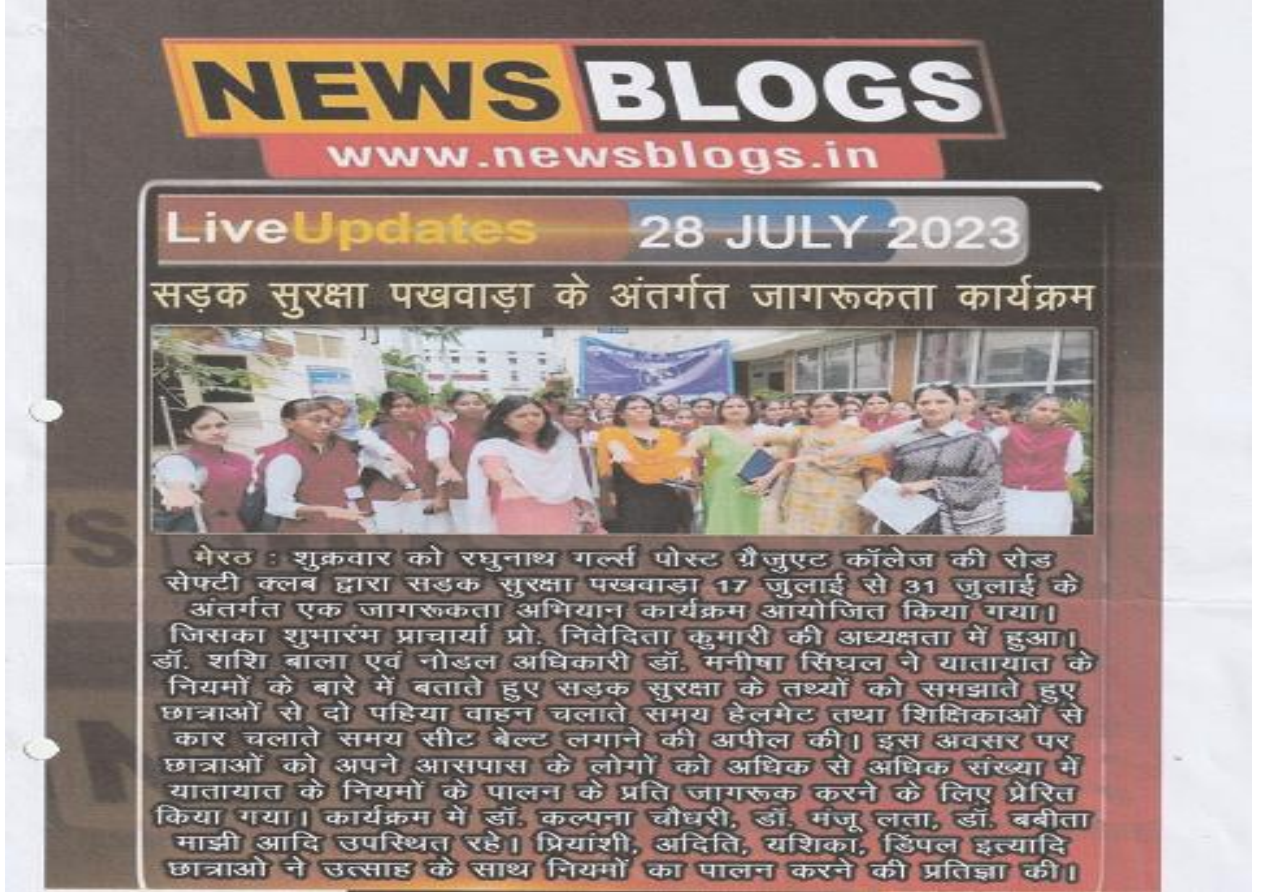 NEWS BLOGS
www.newsblogs.in
LiveUpdates 28 JULY 2023
सड़क सुरक्षा पखवाड़ा के अंतर्गत जागरूकता कार्यक्रम
मेरठ : शुक्रवार को रघुनाथ गर्ल्स पोस्ट ग्रैजुएट कॉलेज की रोड
सेफ्टी क्लब द्वारा सड़क सुरक्षा पखवाड़ा 17 जुलाई से 31 जुलाई के
अंतर्गत एक जागरूकता अभियान कार्यक्रम आयोजित किया गया।
जिसका शुभारंभ प्राचार्या प्रो. निवेदिता कुमारी की अध्यक्षता में हुआ।
डॉ. शशि बाला एवं नोडल अधिकारी डॉ. मनीषा सिंघल ने यातायात के
नियमों के बारे में बताते हुए सड़क सुरक्षा के तथ्यों को समझाते हुए
छात्राओं से दो पहिया वाहन चलाते समय हेलमेट तथा शिक्षिकाओं से
कार चलाते समय सीट बेल्ट लगाने की अपील की। इस अवसर पर
छात्राओं को अपने आसपास के लोगों को अधिक से अधिक संख्या में
यातायात के नियमों के पालन के प्रति जागरूक करने के लिए प्रेरित
किया गया। कार्यक्रम में डॉ. कल्पना चौधरी, डॉ. मंजू लता, डॉ. बबीता
माझी आदि उपस्थित रहे। प्रियांशी, अदिति, यशिका, डिंपल इत्यादि
छात्राओ ने उत्साह के साथ नियमों का पालन करने की प्रतिज्ञा की।